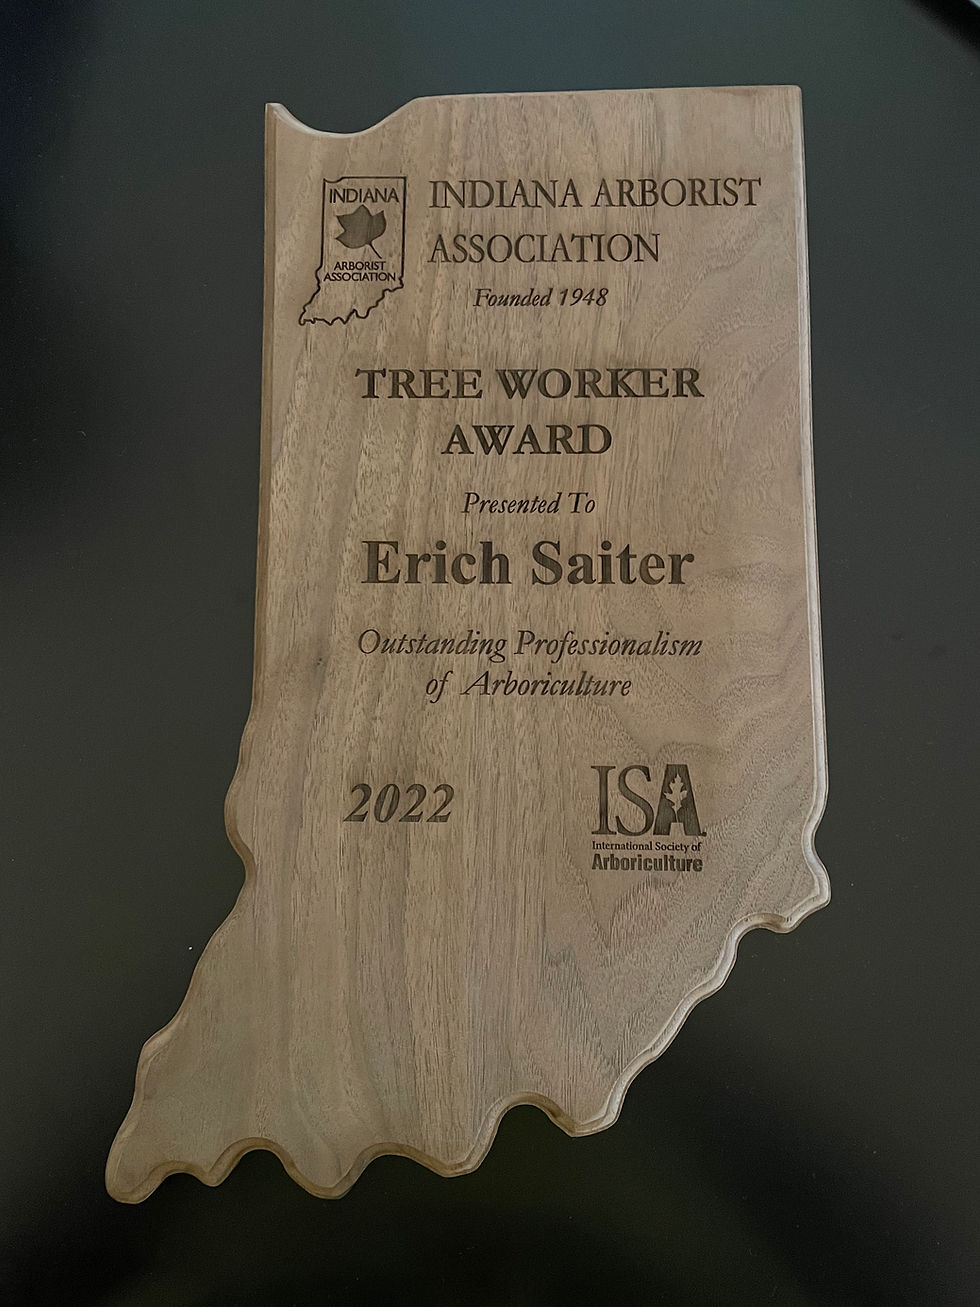 INDIANA
ARBORIST
ASSOCIATION
INDIANA ARBORIST
ASSOCIATION
Founded 1948
TREE WORKER
AWARD
Presented To
Erich Saiter
Outstanding Professionalism
of Arboriculture
2022
ISA
International Society of
Arboriculture